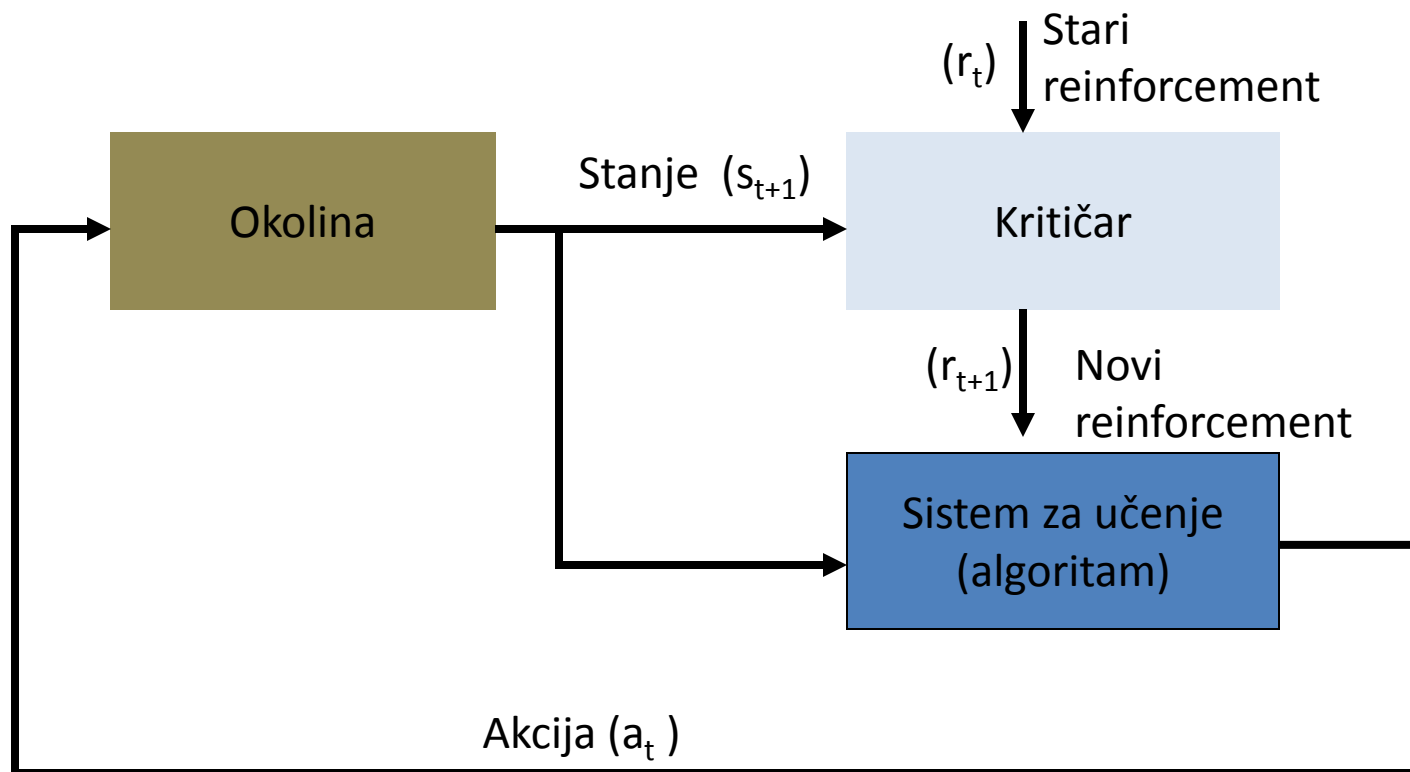 Stari
(rₜ)
reinforcement
Stanje (sₜ₊₁)
Okolina
Kritičar
(rₜ₊₁)
Novi
reinforcement
Sistem za učenje
(algoritam)
Akcija (aₜ )